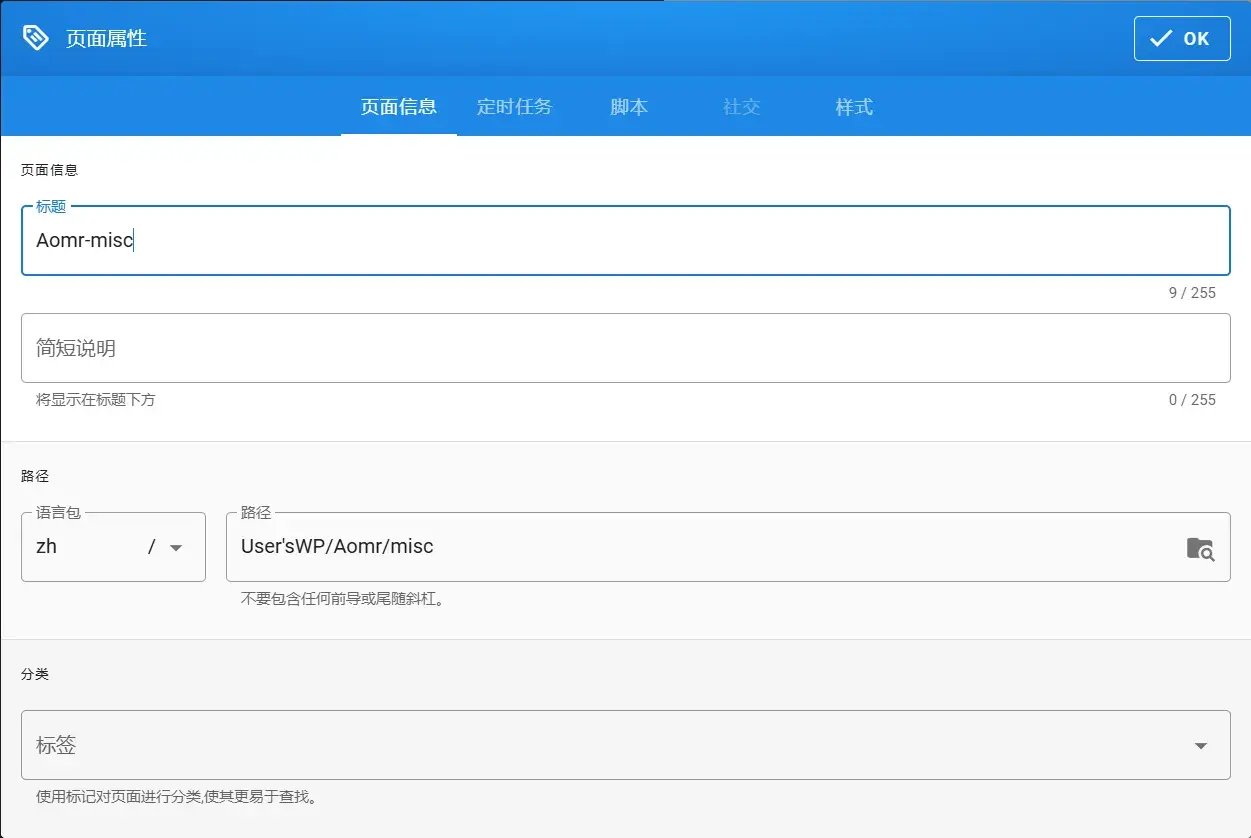 页面属性
OK
页面信息 定时任务 脚本 社交 样式
页面信息
标题
Aomr-misc
9 / 255
简短说明
将显示在标题下方
0 / 255
路径
语言包
zh /
路径
User'sWP/Aomr/misc
不要包含任何前导或尾随斜杠。
分类
标签
使用标记对页面进行分类,使其更易于查找。